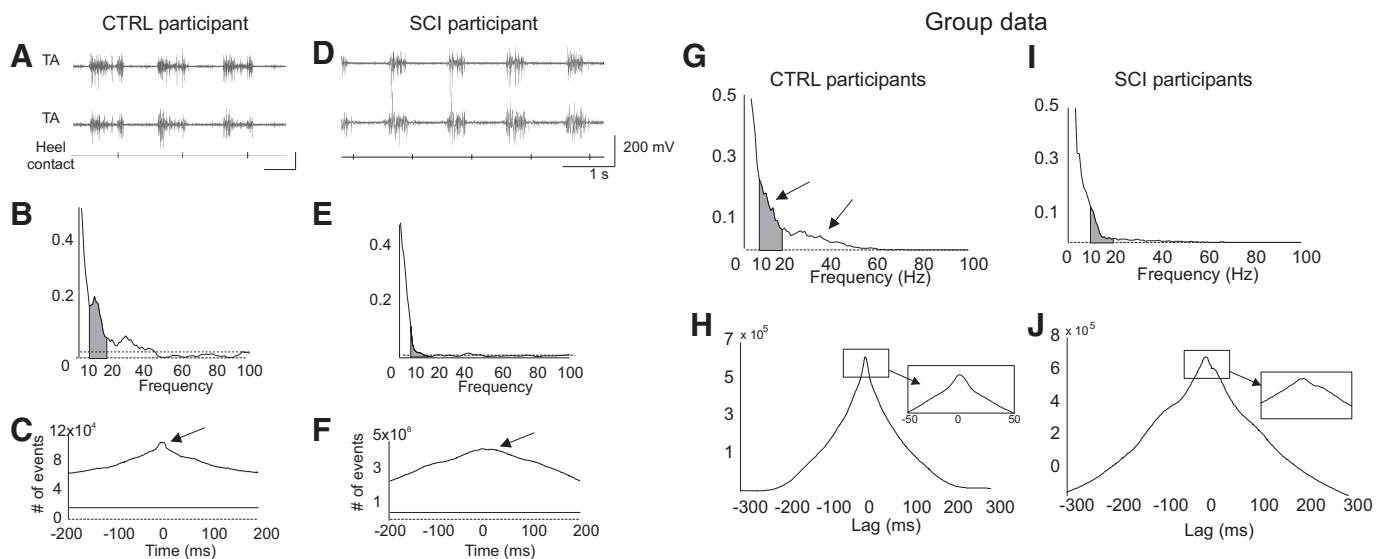 CTRL participant
SCI participant
Group data
A
TA
TA
Heel
contact
D
200 mV
1 s
G
CTRL participants
0.5
0.3
0.1
0
10
20
40
60
80
100
Frequency (Hz)
I
SCI participants
0.5
0.3
0.1
0
10
20
40
60
80
100
Frequency (Hz)
B
0.4
0.2
0
10
20
40
60
80
100
Frequency
E
0.4
0.2
10
20
40
60
80
100
Frequency
H
7
x 10⁵
5
3
1
-50
0
50
-300
-200
-100
0
100
200
300
Lag (ms)
J
8
x 10⁵
6
4
2
0
-300
-200
-100
0
100
200
300
Lag (ms)
C
12x10⁴
8
4
0
# of events
-200
-100
0
100
200
Time (ms)
F
5x10⁶
3
1
# of events
-200
-100
0
100
200
Time (ms)